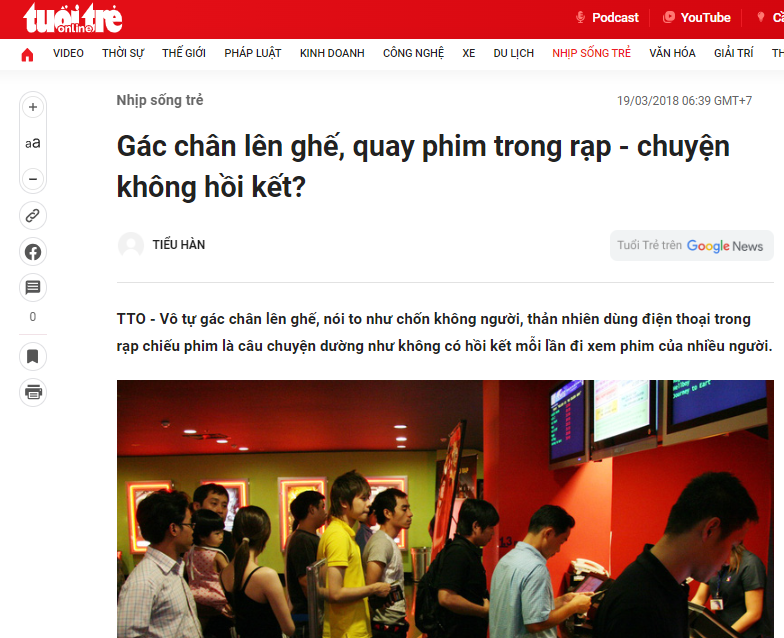 tuổi trẻ
online
Podcast
YouTube
VIDEO THỜI SỰ THẾ GIỚI PHÁP LUẬT KINH DOANH CÔNG NGHỆ XE DU LỊCH NHỊP SỐNG TRẺ VĂN HÓA GIẢI TRÍ
Nhịp sống trẻ
19/03/2018 06:39 GMT+7
+
aA
−
0
Gác chân lên ghế, quay phim trong rạp - chuyện
không hồi kết?
TIỂU HÀN
Tuổi Trẻ trên Google News
TTO - Vô tự gác chân lên ghế, nói to như chốn không người, thản nhiên dùng điện thoại trong
rạp chiếu phim là câu chuyện dường như không có hồi kết mỗi lần đi xem phim của nhiều người.